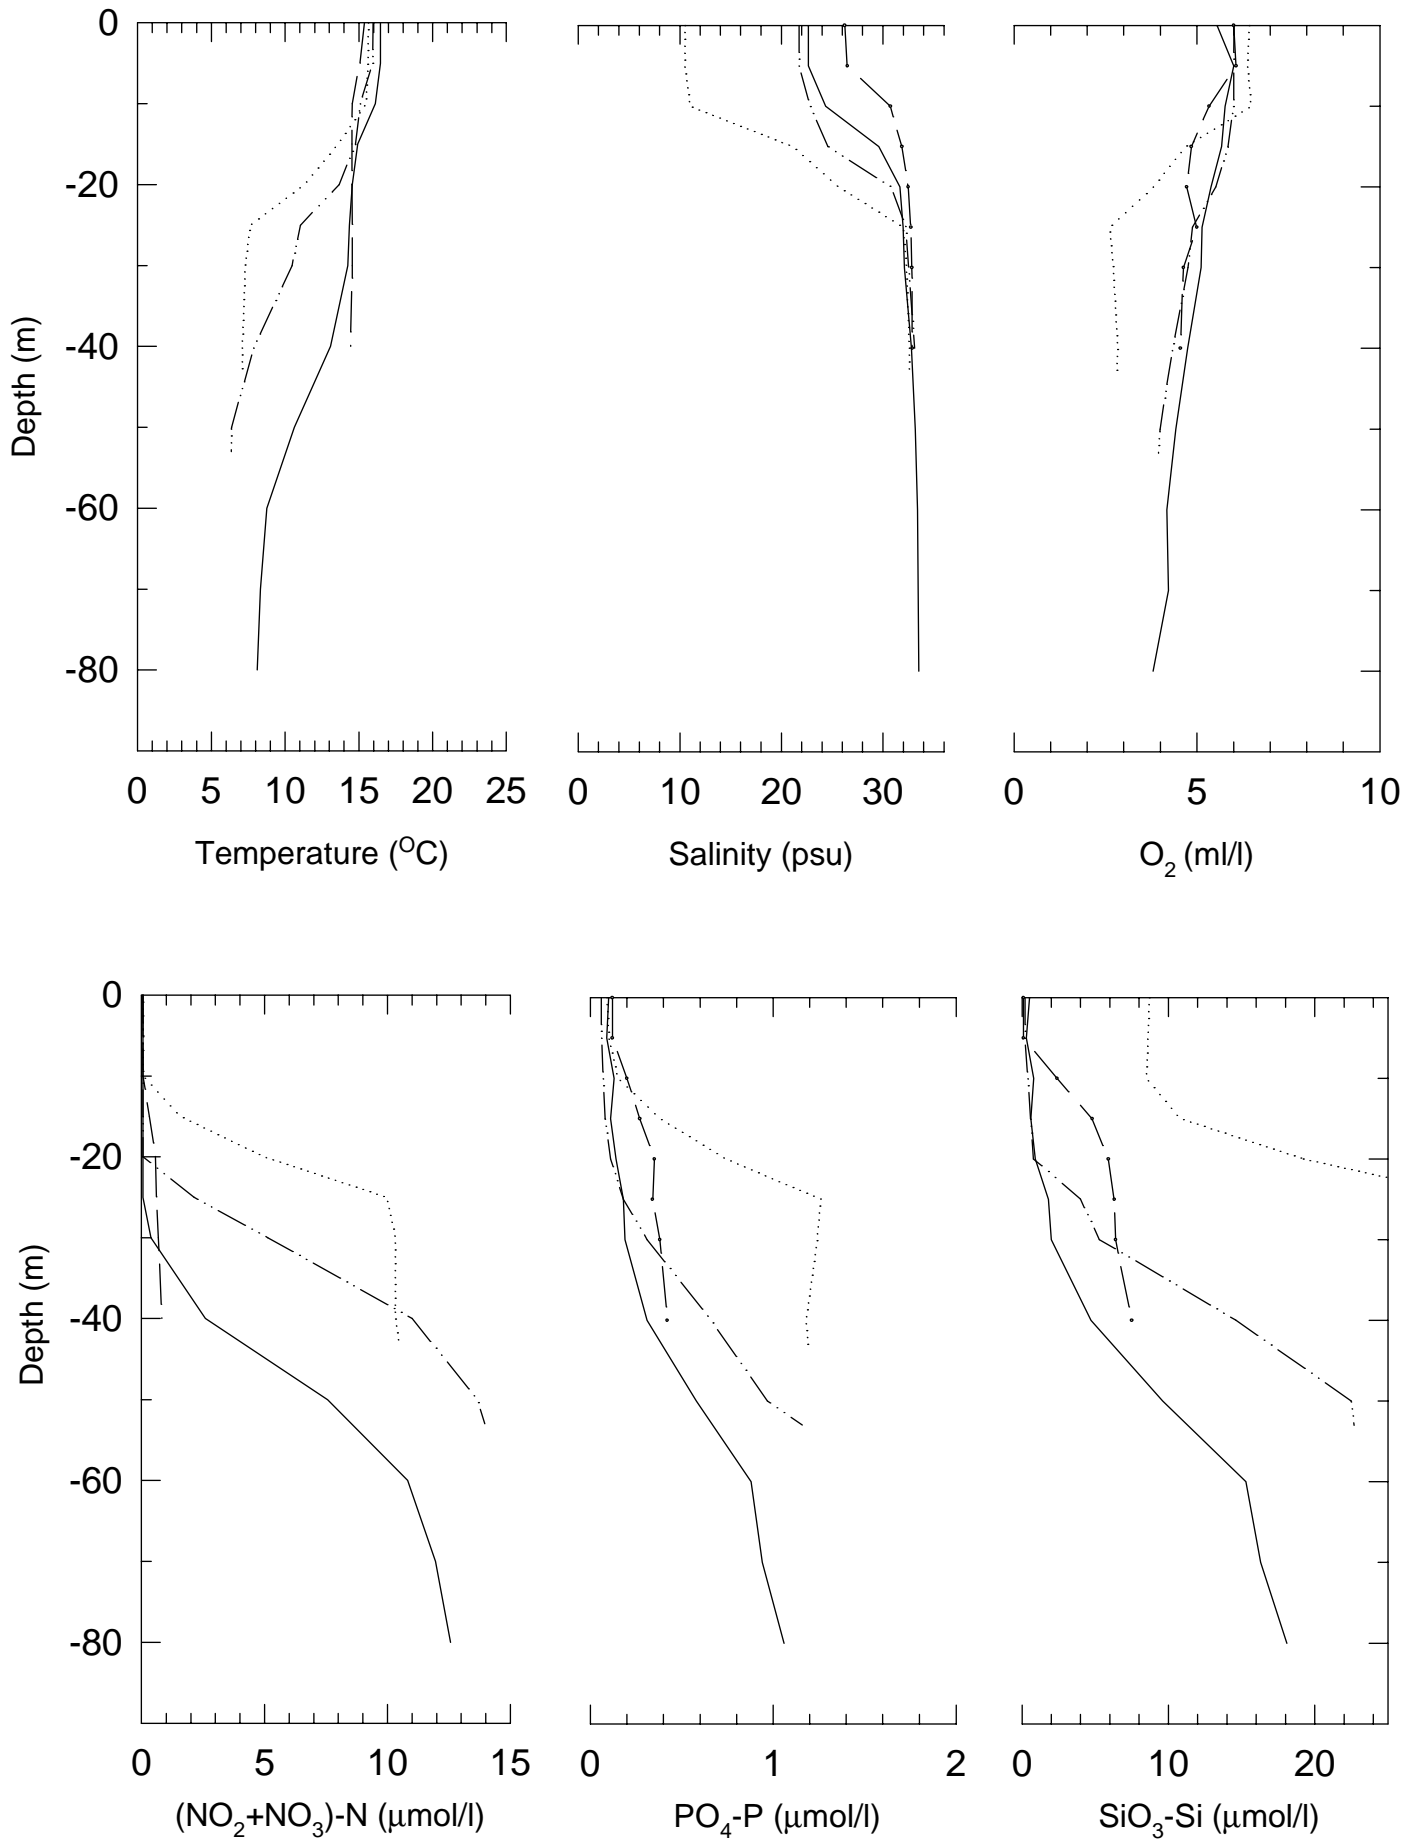 0
-20
-40
-60
-80
Depth (m)
0 5 10 15 20 25
Temperature (ᴼC)
0 20 30
Salinity (psu)
0 5 10
O₂ (ml/l)
0
-20
-40
-60
-80
Depth (m)
0 5 10 15
(NO₂+NO₃)-N (μmol/l)
0 1 2
PO₄-P (μmol/l)
0 10 20
SiO₃-Si (μmol/l)